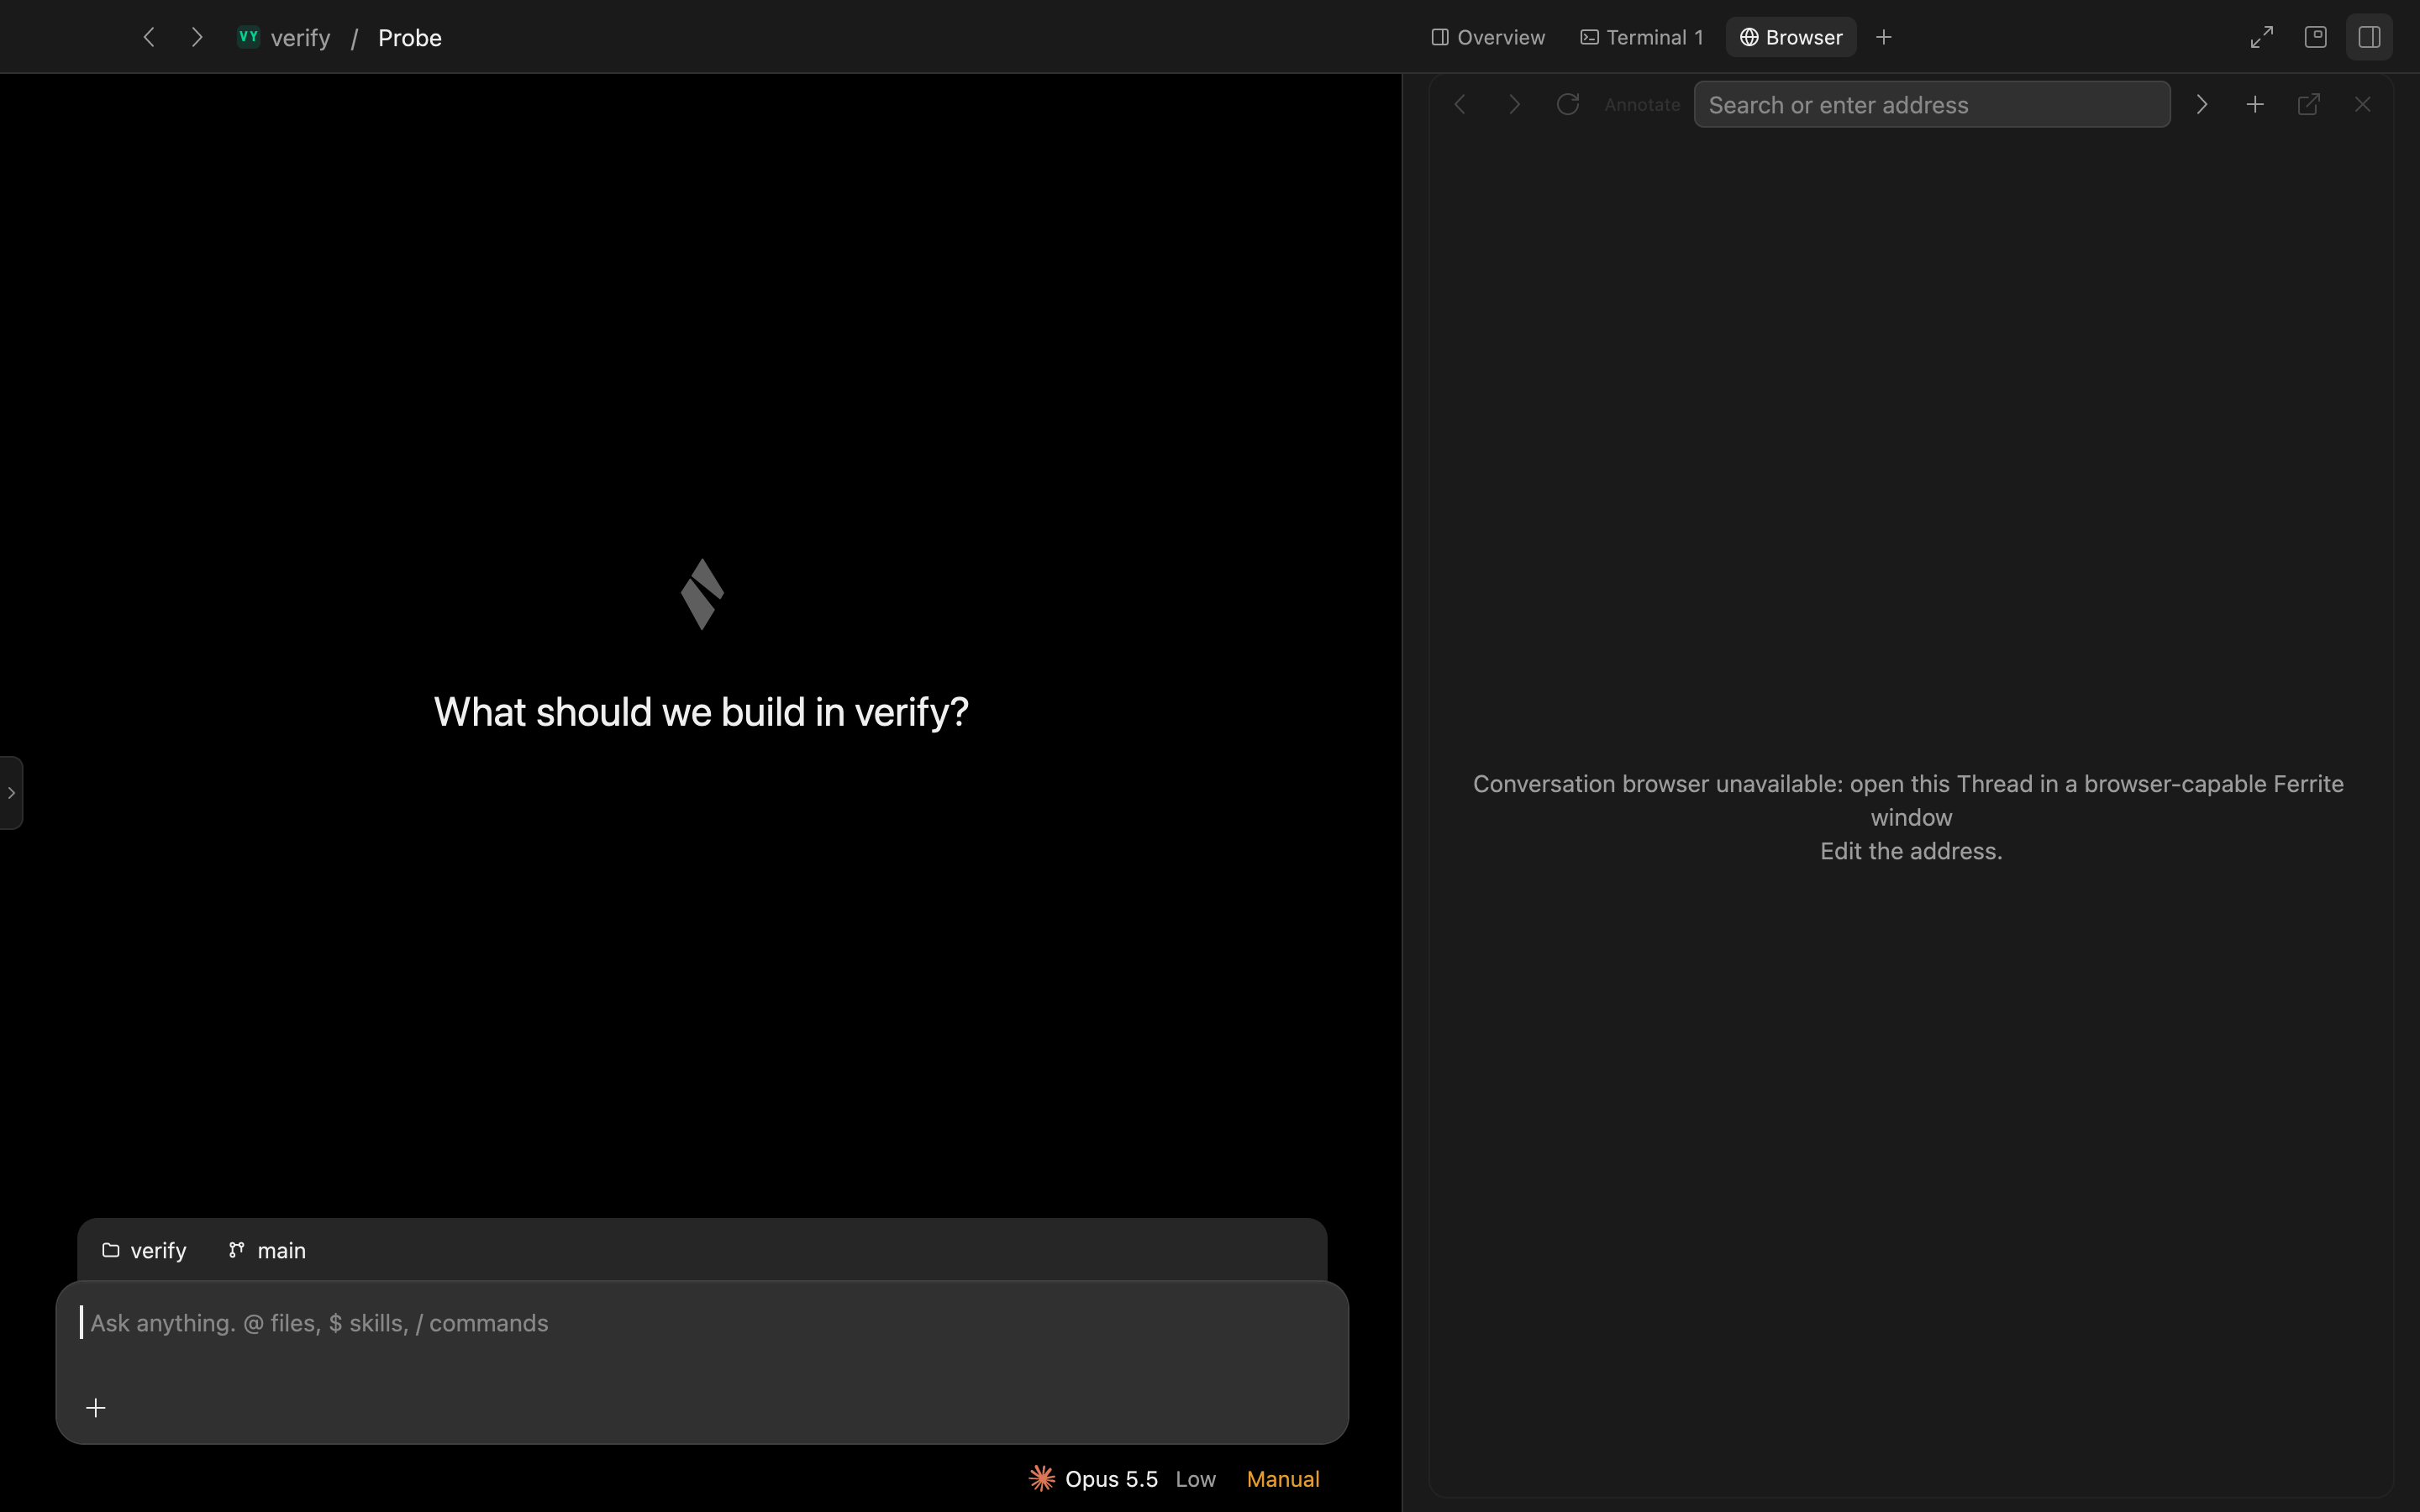 VY verify / Probe
Overview
Terminal 1
Browser
Annotate
Search or enter address
What should we build in verify?
Conversation browser unavailable: open this Thread in a browser-capable Ferrite
window
Edit the address.
verify
main
Ask anything. @ files, $ skills, / commands
Opus 5.5 Low Manual